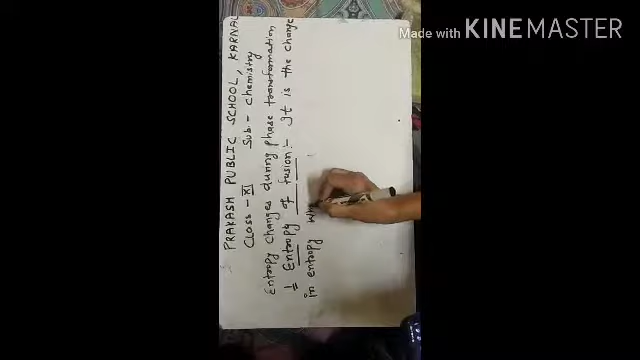 Made with KINEMASTER
PRAKASH PUBLIC SCHOOL, KARNAL
Class - XI Sub - Chemistry
Entropy changes during phase transformation
1= Entropy of fusion:- It is the change
in entropy wh